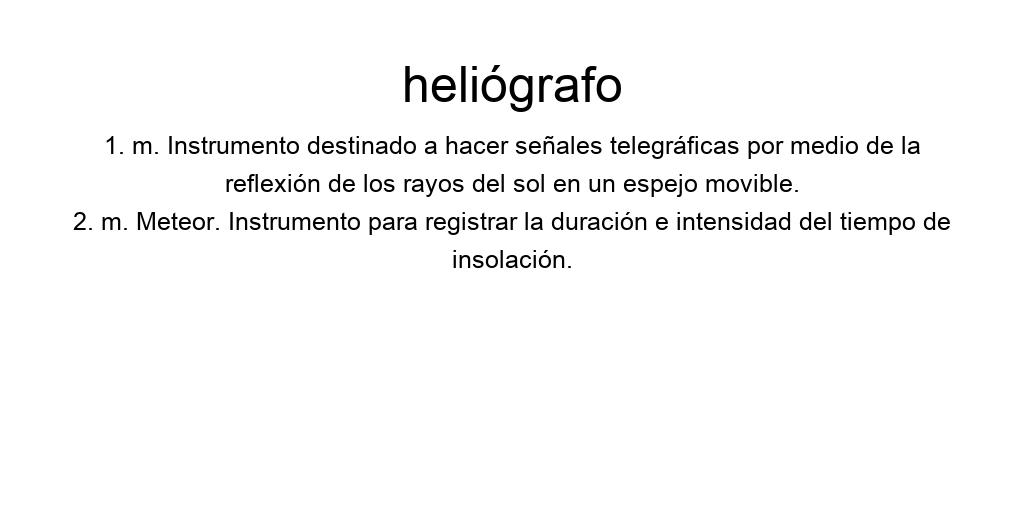 heliógrafo
1. m. Instrumento destinado a hacer señales telegráficas por medio de la
reflexión de los rayos del sol en un espejo movible.
2. m. Meteor. Instrumento para registrar la duración e intensidad del tiempo de
insolación.